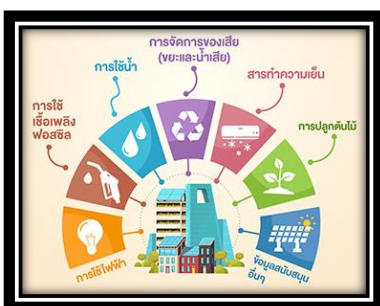 การจัดการของเสีย
(ขยะและน้ำเสีย)
การใช้น้ำ
สารทำความเย็น
การใช้
เชื้อเพลิง
ฟอสซิล
การปลูกต้นไม้
การใช้ไฟฟ้า
ข้อมูลสนับสนุน
อื่นๆ